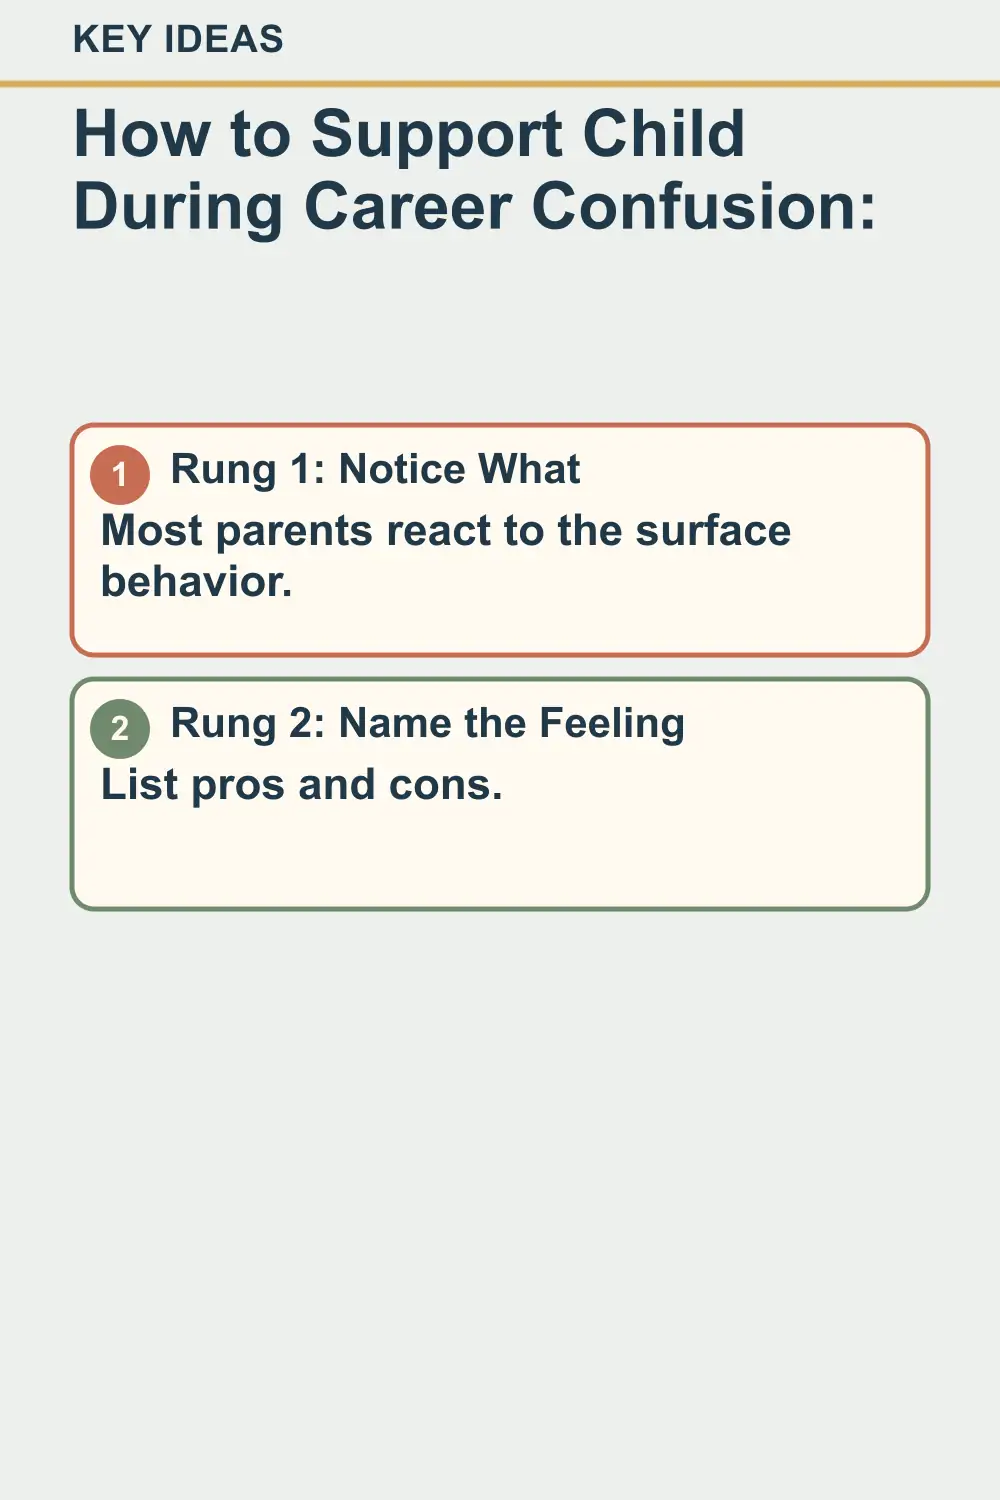 KEY IDEAS
How to Support Child
During Career Confusion:
1
Rung 1: Notice What
Most parents react to the surface
behavior.
2
Rung 2: Name the Feeling
List pros and cons.